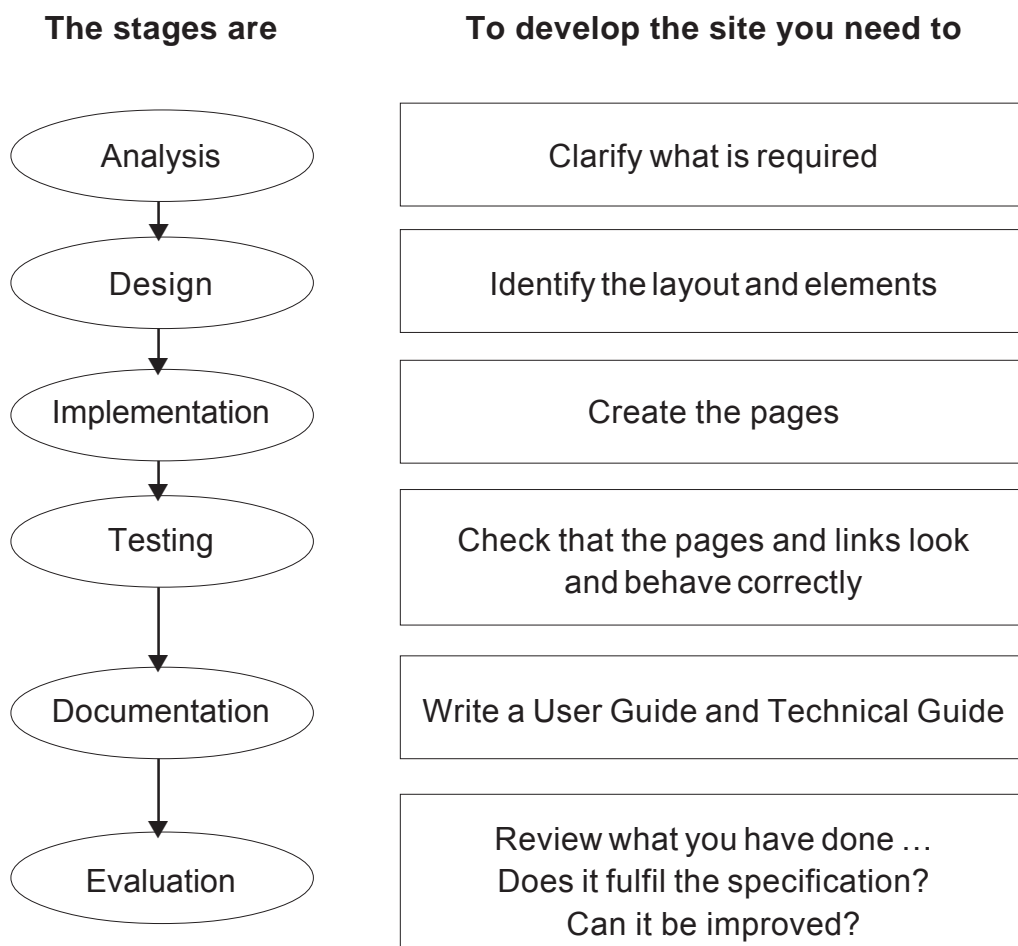 The stages are To develop the site you need to
Analysis
Clarify what is required
Design
Identify the layout and elements
Implementation
Create the pages
Testing
Check that the pages and links look
and behave correctly
Documentation
Write a User Guide and Technical Guide
Evaluation
Review what you have done …
Does it fulfil the specification?
Can it be improved?